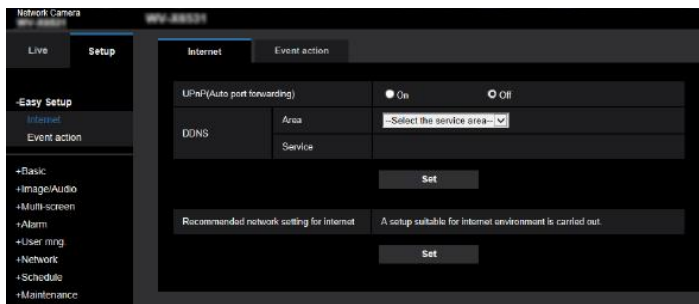 Network Camera
Live
Setup
Internet
Event action
UPnP(Auto port forwarding)
On
Off
-Easy Setup
Internet
Event action
DDNS
Area
--Select the service area--
Service
Set
+Basic
+Image/Audio
+Multi-screen
+Alarm
+User mng.
+Network
+Schedule
+Maintenance
Recommended network setting for internet
A setup suitable for internet environment is carried out.
Set